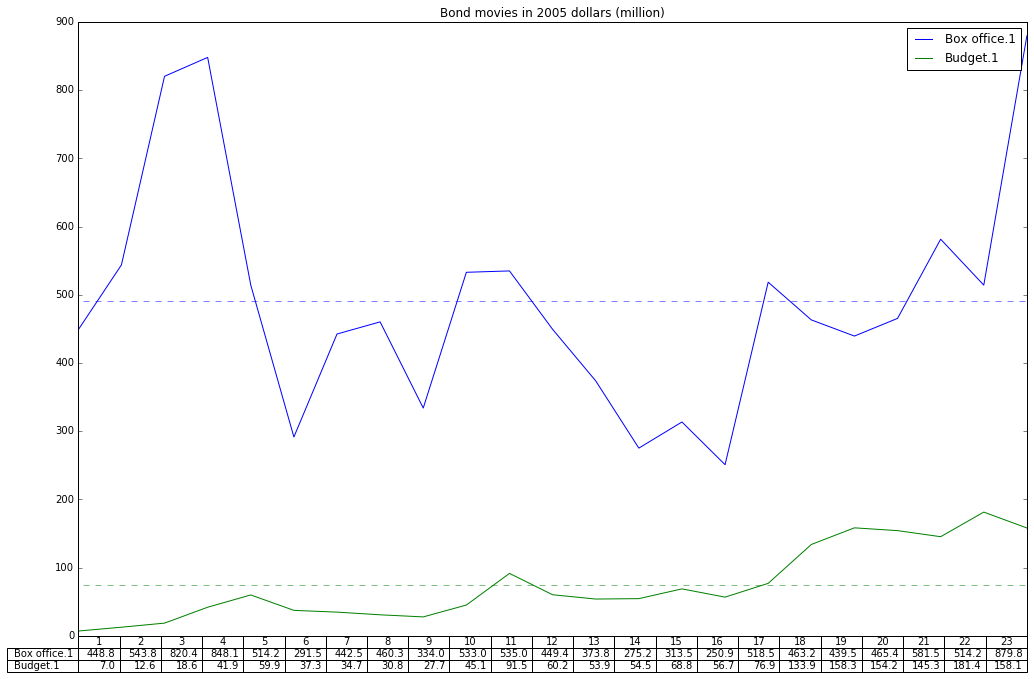 Bond movies in 2005 dollars (million)
900
Box office.1
Budget.1
800
700
600
500
400
300
200
100
0
1 2 3 4 5 6 7 8 9 10 11 12 13 14 15 16 17 18 19 20 21 22 23
Box office.1 448.8 543.8 820.4 848.1 514.2 291.5 442.5 460.3 334.0 533.0 535.0 449.4 373.8 275.2 313.5 250.9 518.5 463.2 439.5 465.4 581.5 514.2 879.8
Budget.1 7.0 12.6 18.6 41.9 59.9 37.3 34.7 30.8 27.7 45.1 91.5 60.2 53.9 54.5 68.8 56.7 76.9 133.9 158.3 154.2 145.3 181.4 158.1